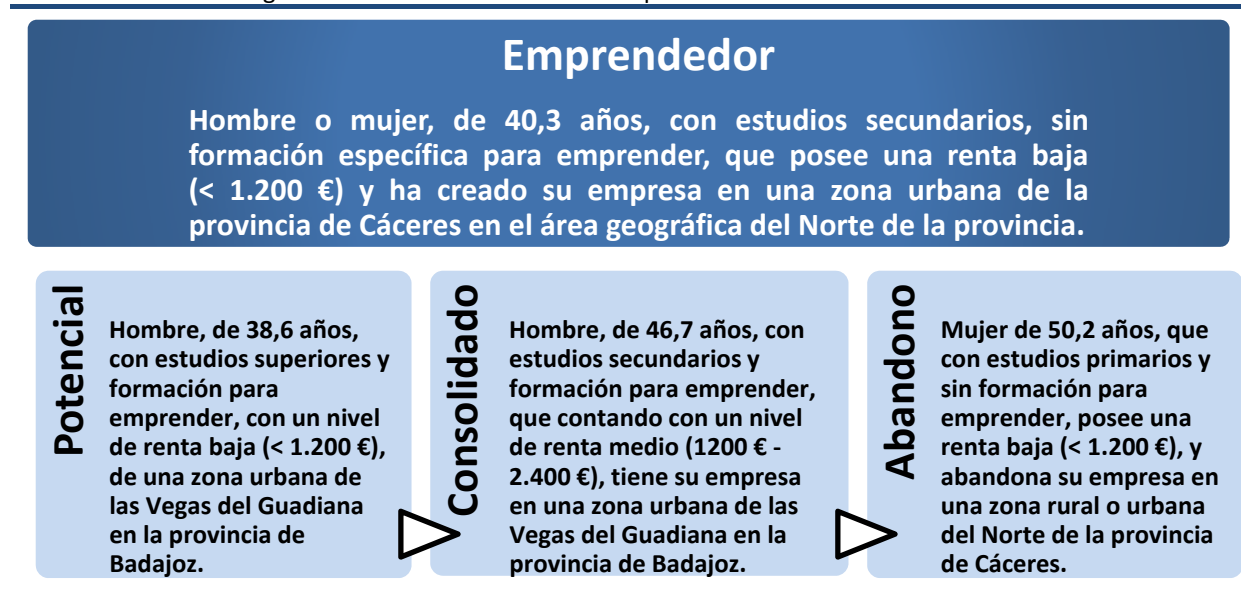 Emprendedor
Hombre o mujer, de 40,3 años, con estudios secundarios, sin
formación específica para emprender, que posee una renta baja
(< 1.200 €) y ha creado su empresa en una zona urbana de la
provincia de Cáceres en el área geográfica del Norte de la provincia.
Potencial
Hombre, de 38,6 años,
con estudios superiores y
formación para
emprender, con un nivel
de renta baja (< 1.200 €),
de una zona urbana de
las Vegas del Guadiana
en la provincia de
Badajoz.
Consolidado
Hombre, de 46,7 años, con
estudios secundarios y
formación para emprender,
que contando con un nivel
de renta medio (1200 € -
2.400 €), tiene su empresa
en una zona urbana de las
Vegas del Guadiana en la
provincia de Badajoz.
Abandono
Mujer de 50,2 años, que
con estudios primarios y
sin formación para
emprender, posee una
renta baja (< 1.200 €), y
abandona su empresa en
una zona rural o urbana
del Norte de la provincia
de Cáceres.